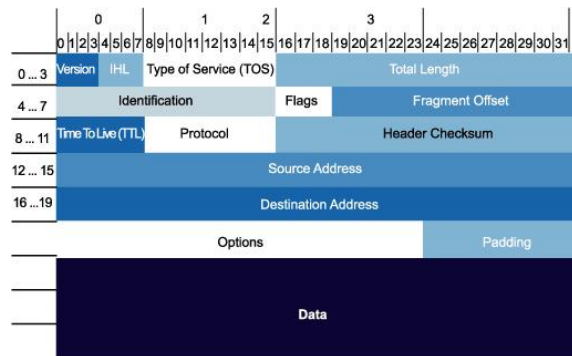 0 1 2 3
0 1 2 3 4 5 6 7 8 9 10 11 12 13 14 15 16 17 18 19 20 21 22 23 24 25 26 27 28 29 30 31
0 ... 3 Version IHL Type of Service (TOS) Total Length
4 ... 7 Identification Flags Fragment Offset
8 ... 11 Time To Live (TTL) Protocol Header Checksum
12 ... 15 Source Address
16 ... 19 Destination Address
Options Padding
Data